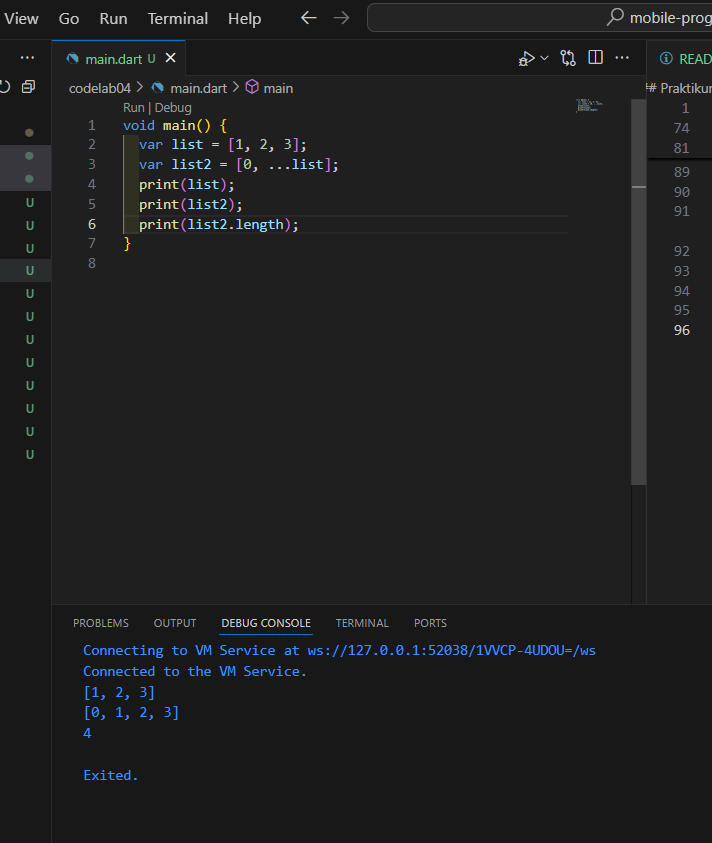 View Go Run Terminal Help mobile-prog
main.dart U
codelab04 > main.dart > main
Run | Debug
1 void main() {
2 var list = [1, 2, 3];
3 var list2 = [0, ...list];
4 print(list);
5 print(list2);
6 print(list2.length);
7 }
8
U
U
U
U
U
U
U
U
U
U
U
U
READ
## Praktikur
1
74
81
89
90
91
92
93
94
95
96
PROBLEMS OUTPUT DEBUG CONSOLE TERMINAL PORTS
Connecting to VM Service at ws://127.0.0.1:52038/1VVCP-4UDOU=/ws
Connected to the VM Service.
[1, 2, 3]
[0, 1, 2, 3]
4
Exited.